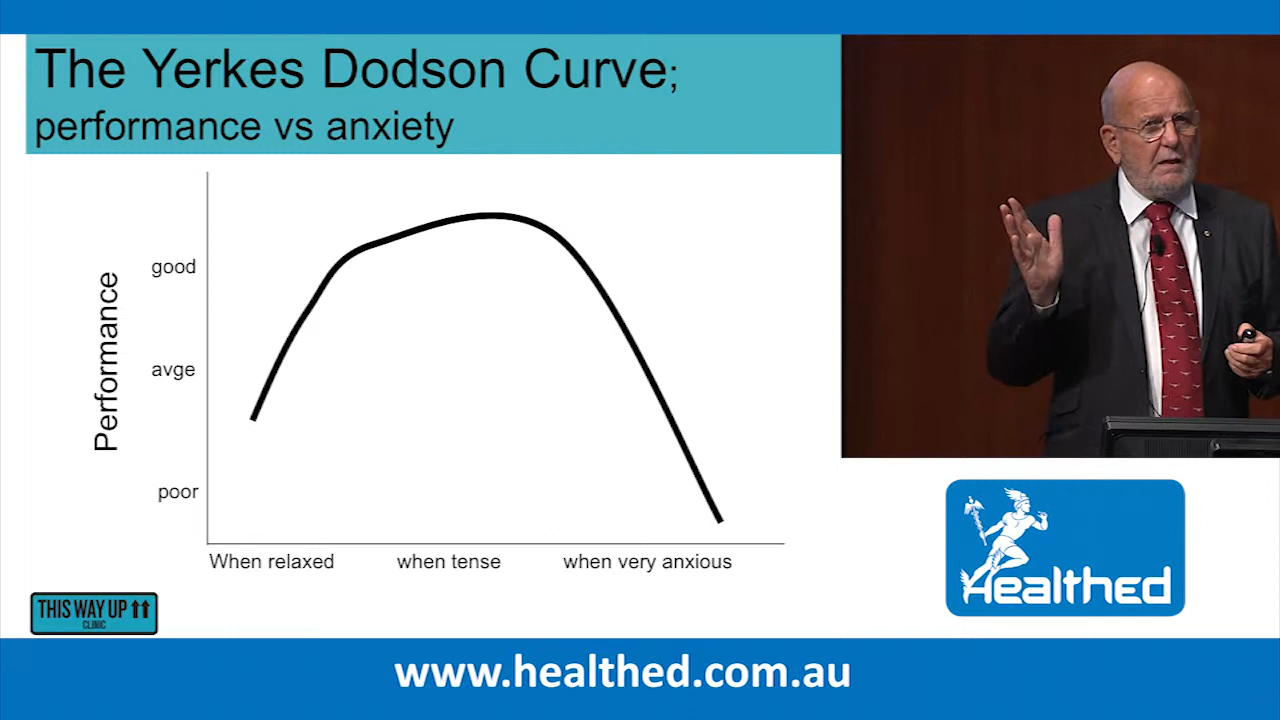 The Yerkes Dodson Curve;
performance vs anxiety
Performance
good
avge
poor
When relaxed
when tense
when very anxious
THIS WAY UP
CLINIC
Healthed
www.healthed.com.au